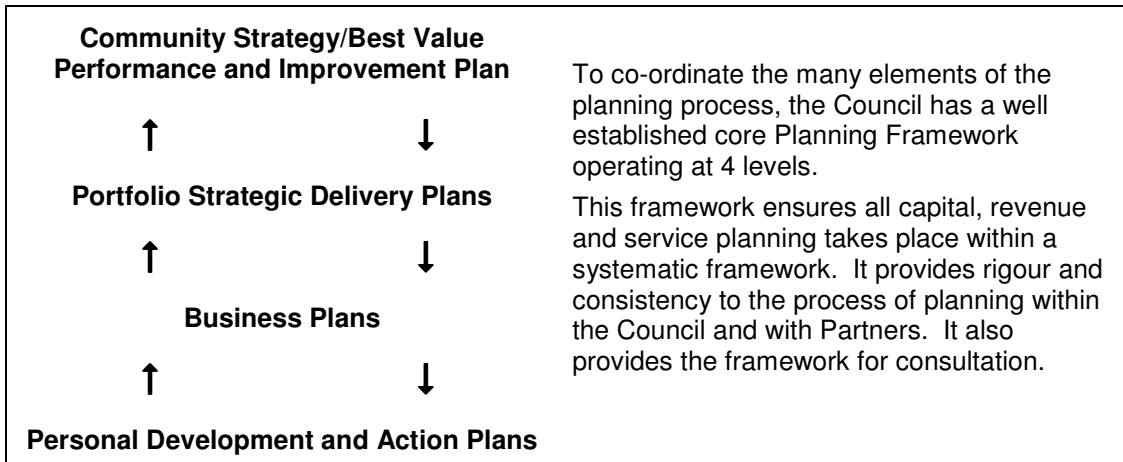 Community Strategy/Best Value
Performance and Improvement Plan
↑ ↓
Portfolio Strategic Delivery Plans
↑ ↓
Business Plans
↑ ↓
Personal Development and Action Plans
To co-ordinate the many elements of the
planning process, the Council has a well
established core Planning Framework
operating at 4 levels.
This framework ensures all capital, revenue
and service planning takes place within a
systematic framework.  It provides rigour and
consistency to the process of planning within
the Council and with Partners.  It also
provides the framework for consultation.